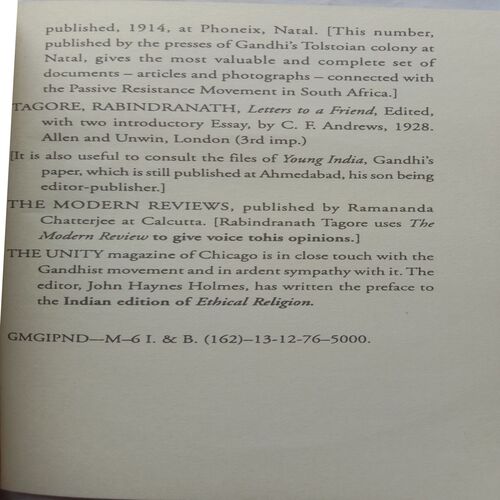 published, 1914, at Phoneix, Natal. [This number,
published by the presses of Gandhi's Tolstoian colony at
Natal, gives the most valuable and complete set of
documents – articles and photographs – connected with
the Passive Resistance Movement in South Africa.]
TAGORE, RABINDRANATH, Letters to a Friend, Edited,
with two introductory Essay, by C. F. Andrews, 1928.
Allen and Unwin, London (3rd imp.)
[It is also useful to consult the files of Young India, Gandhi's
paper, which is still published at Ahmedabad, his son being
editor-publisher.]
THE MODERN REVIEWS, published by Ramananda
Chatterjee at Calcutta. [Rabindranath Tagore uses The
Modern Review to give voice tohis opinions.]
THE UNITY magazine of Chicago is in close touch with the
Gandhist movement and in ardent sympathy with it. The
editor, John Haynes Holmes, has written the preface to
the Indian edition of Ethical Religion.
GMGIPND—M–6 I. & B. (162)–13-12-76–5000.